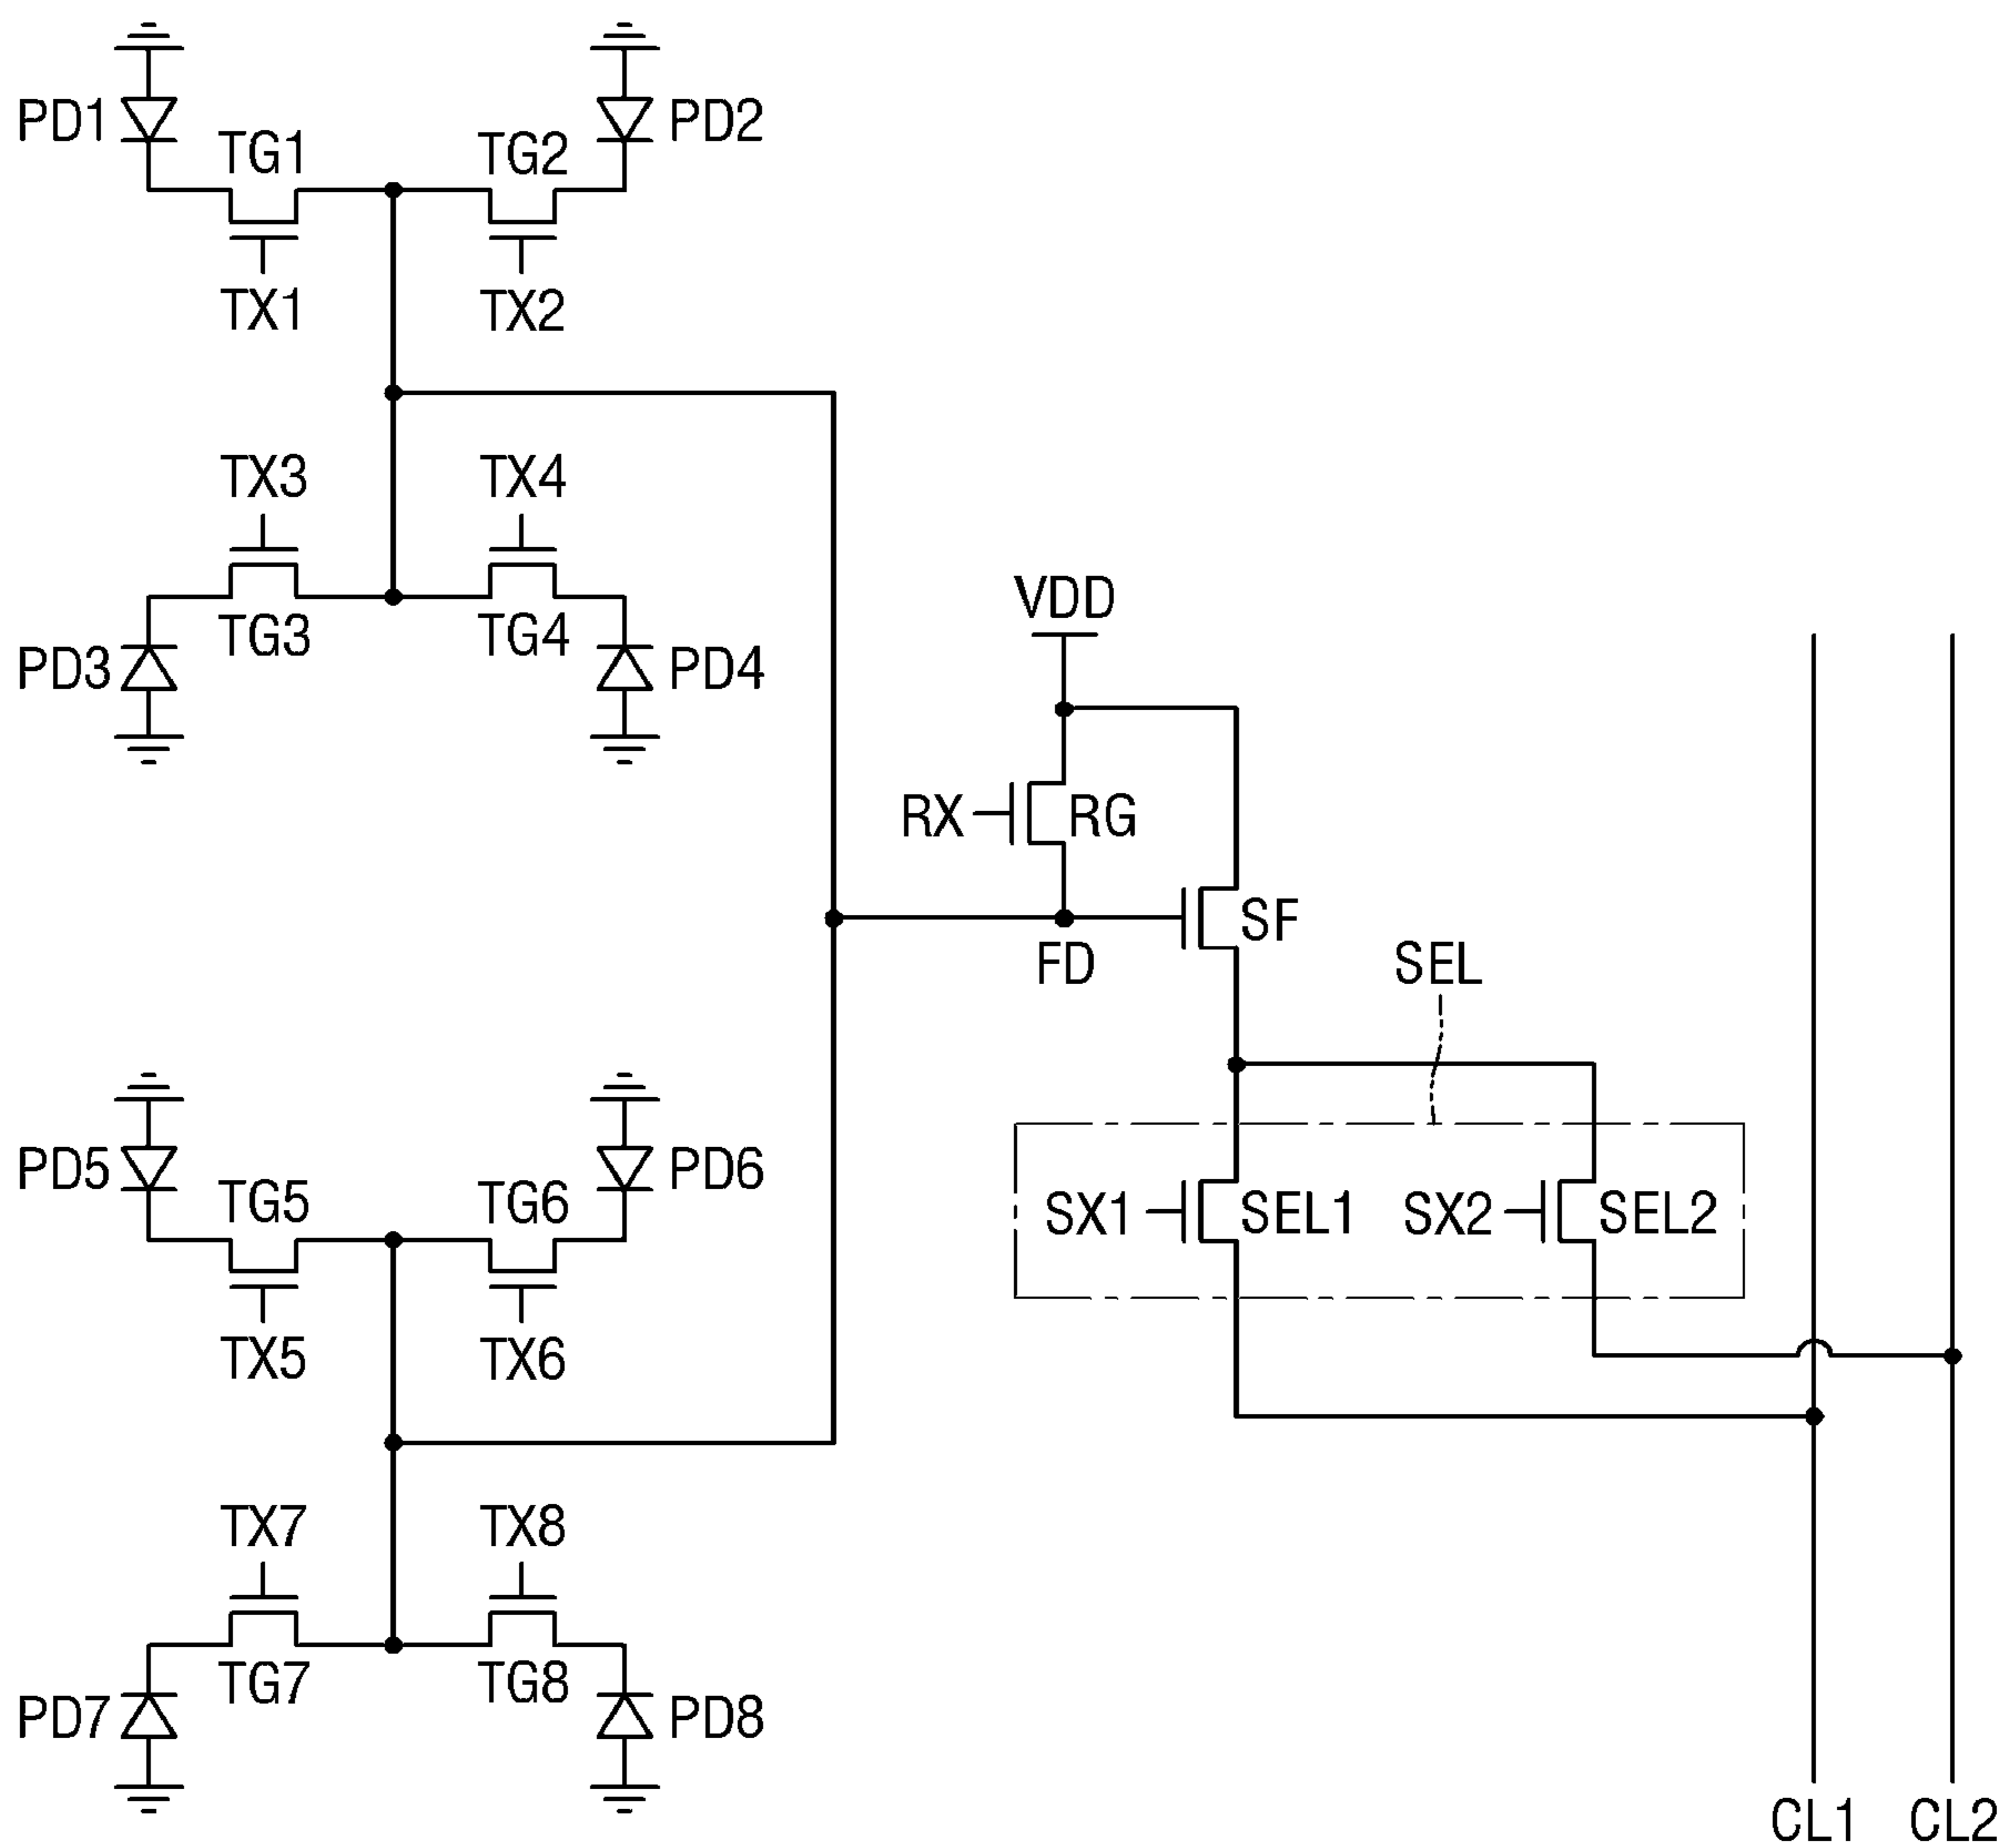 PD1
TG1
TG2
PD2
TX1
TX2
TX3
TX4
PD3
TG3
TG4
PD4
VDD
RX
RG
SF
FD
SEL
PD5
TG5
TG6
PD6
SX1
SEL1
SX2
SEL2
TX5
TX6
TX7
TX8
PD7
TG7
TG8
PD8
CL1
CL2